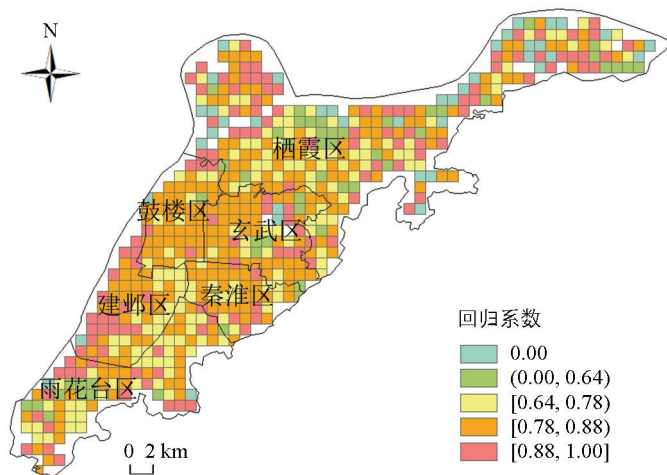 N
栖霞区
鼓楼区
玄武区
秦淮区
建邺区
雨花台区
回归系数
0.00
(0.00, 0.64)
[0.64, 0.78)
[0.78, 0.88)
[0.88, 1.00]
0 2 km